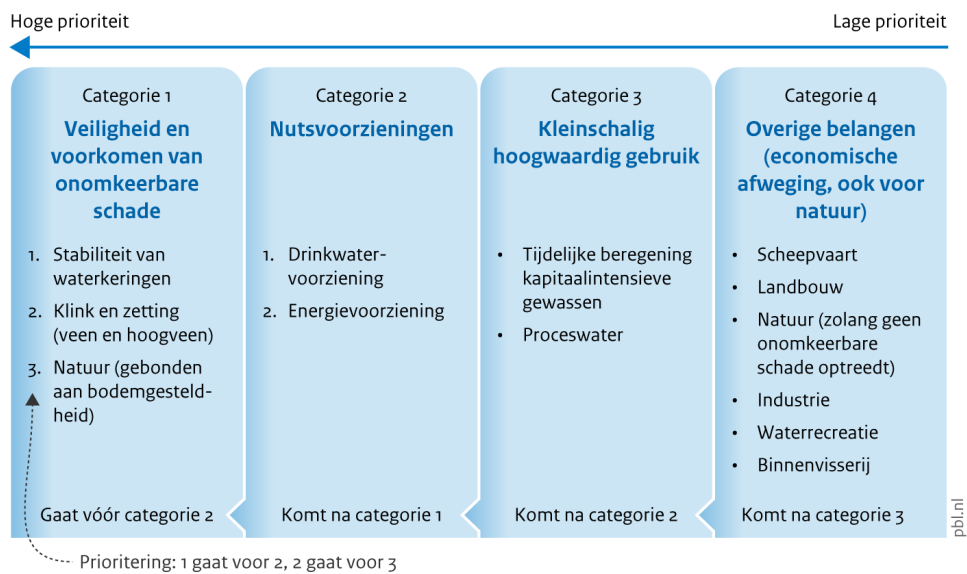 Hoge prioriteit
Lage prioriteit
Categorie 1
Veiligheid en
voorkomen van
onomkeerbare
schade
1. Stabiliteit van
waterkeringen
2. Klink en zetting
(veen en hoogveen)
3. Natuur (gebonden
aan bodemgesteld-
heid)
Gaat vóór categorie 2
Categorie 2
Nutsvoorzieningen
1. Drinkwater-
voorziening
2. Energievoorziening
Komt na categorie 1
Categorie 3
Kleinschalig
hoogwaardig gebruik
• Tijdelijke beregening
kapitaalintensieve
gewassen
• Proceswater
Komt na categorie 2
Categorie 4
Overige belangen
(economische
afweging, ook voor
natuur)
• Scheepvaart
• Landbouw
• Natuur (zolang geen
onomkeerbare
schade optreedt)
• Industrie
• Waterrecreatie
• Binnenvisserij
Komt na categorie 3
Prioritering: 1 gaat voor 2, 2 gaat voor 3
pbl.nl